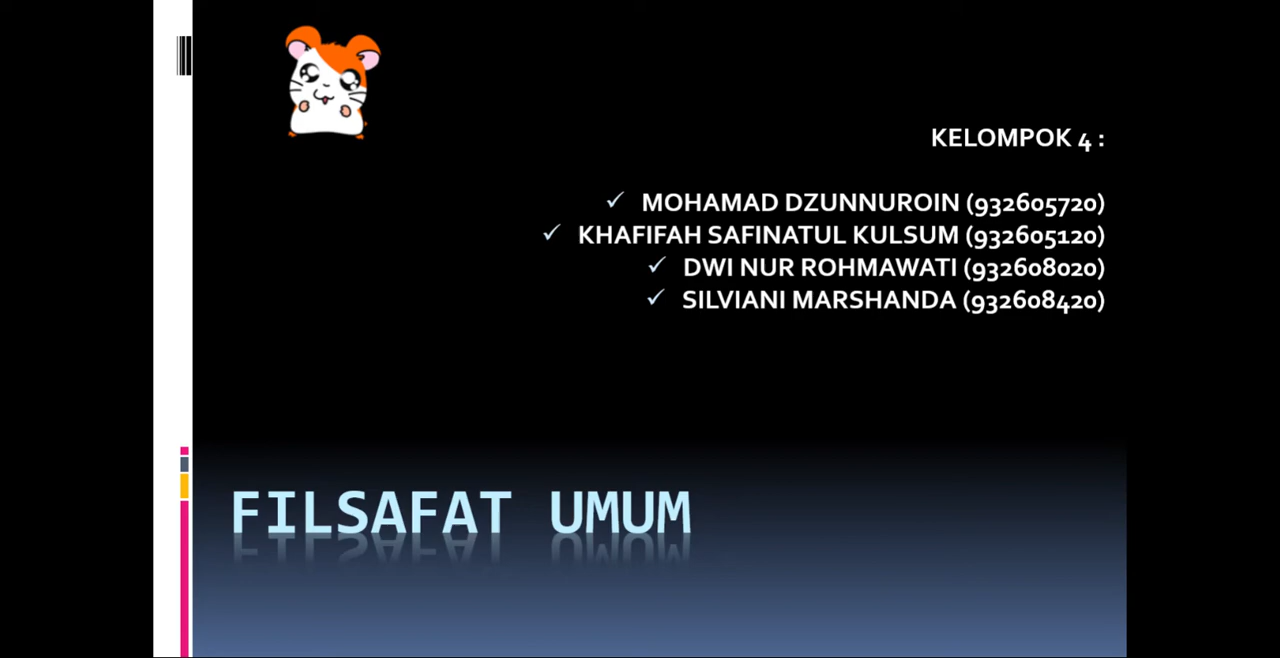 KELOMPOK 4 :
✓ MOHAMAD DZUNNUROIN (932605720)
✓ KHAFIFAH SAFINATUL KULSUM (932605120)
✓ DWI NUR ROHMAWATI (932608020)
✓ SILVIANI MARSHANDA (932608420)
FILSAFAT UMUM